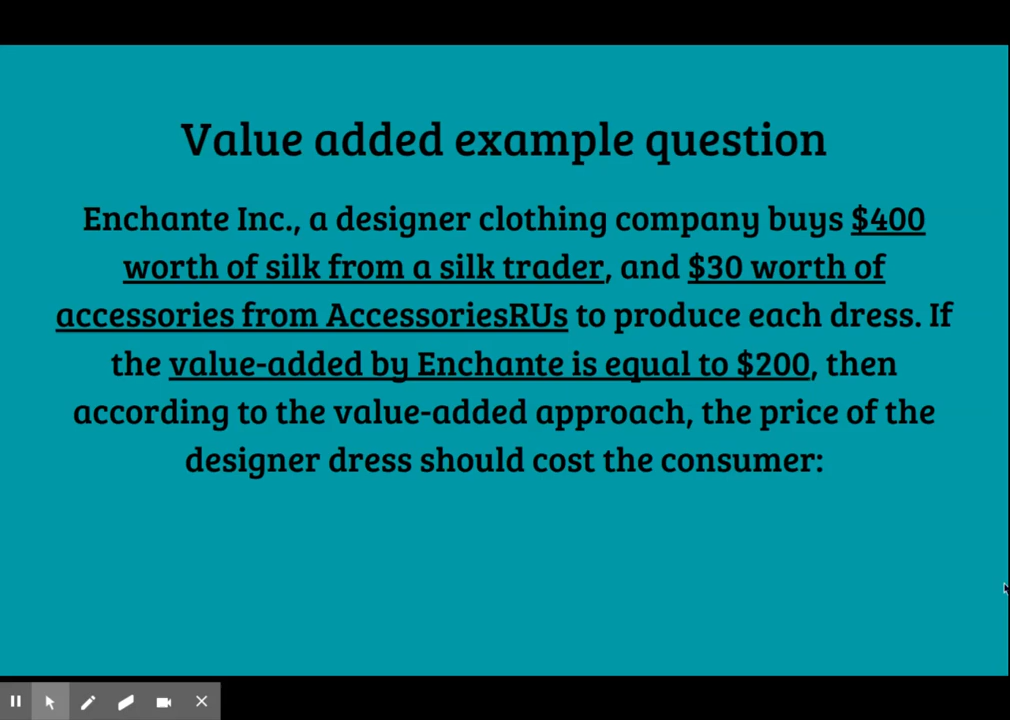 Value added example question
Enchante Inc., a designer clothing company buys $400
worth of silk from a silk trader, and $30 worth of
accessories from AccessoriesRUs to produce each dress. If
the value-added by Enchante is equal to $200, then
according to the value-added approach, the price of the
designer dress should cost the consumer: